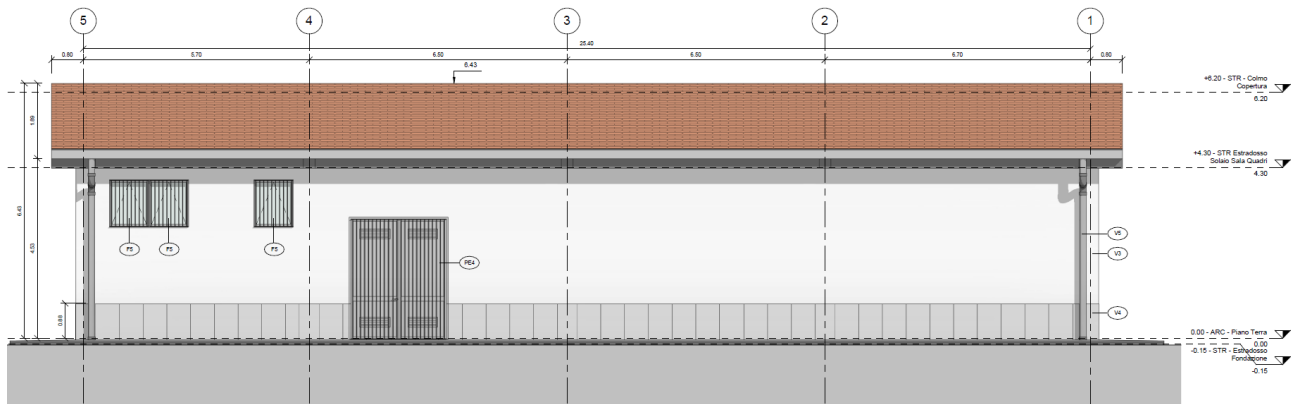 5 4 3 2 1
25.40
0.80 5.70 6.50 6.50 6.70 0.80
6.43
+6.20 - STR - Colmo
Copertura
6.20
1.89
+4.30 - STR Estradosso
Solaio Sala Quadri
4.30
6.43
4.53
F5 F5 F5
PE4
V5
V3
0.88
V4
0.00 - ARC - Piano Terra
0.00
-0.15 - STR - Estradosso
Fondazione
-0.15